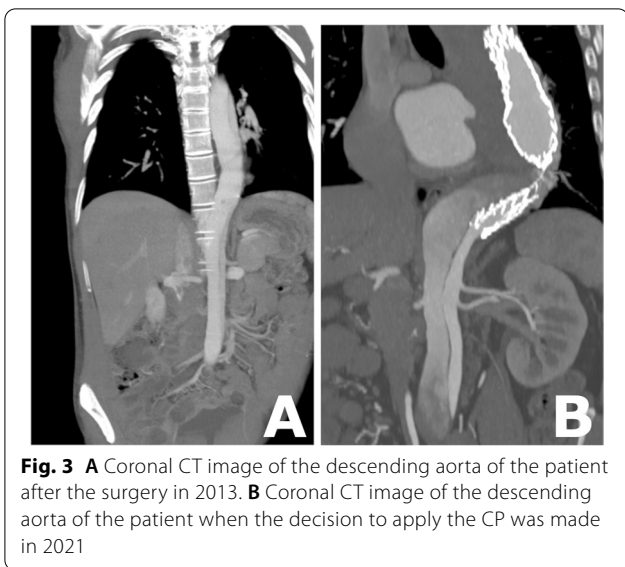 A
B
Fig. 3 A Coronal CT image of the descending aorta of the patient
after the surgery in 2013. B Coronal CT image of the descending
aorta of the patient when the decision to apply the CP was made
in 2021